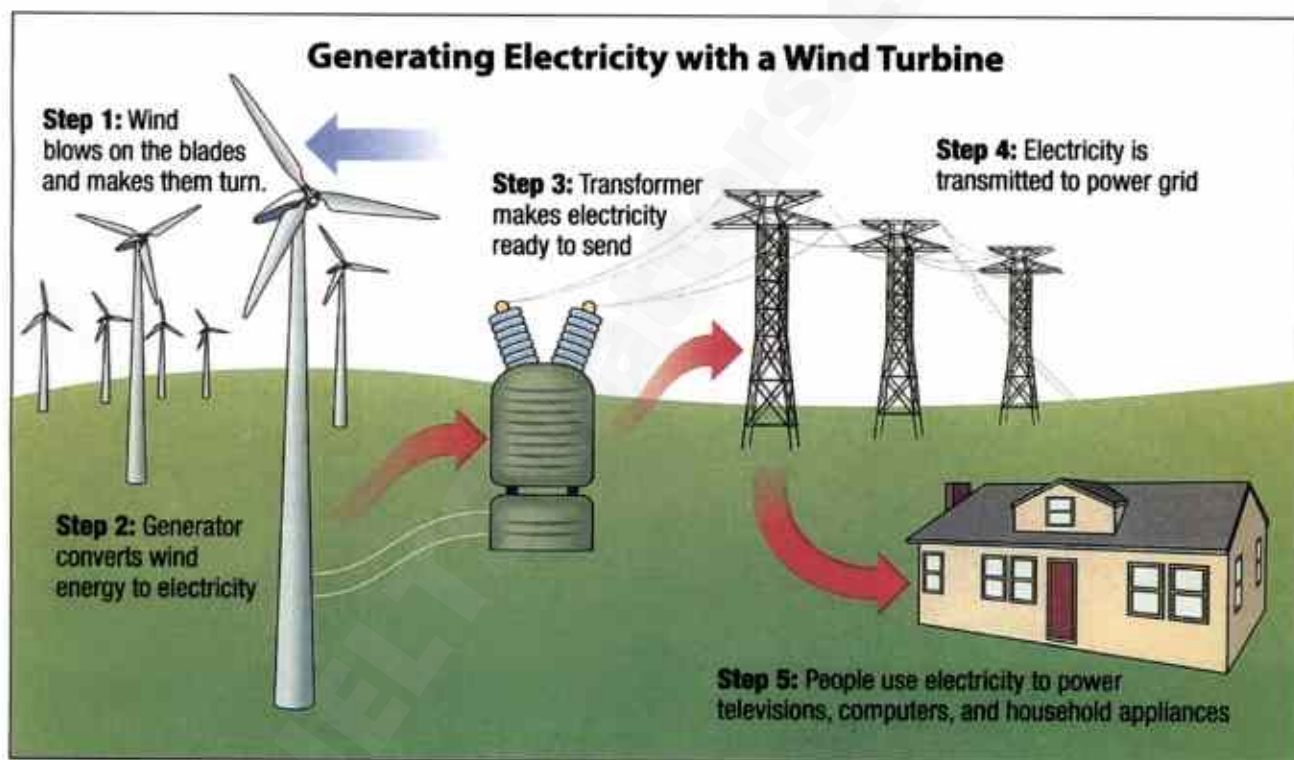 Generating Electricity with a Wind Turbine
Step 1: Wind
blows on the blades
and makes them turn.
Step 3: Transformer
makes electricity
ready to send
Step 4: Electricity is
transmitted to power grid
Step 2: Generator
converts wind
energy to electricity
Step 5: People use electricity to power
televisions, computers, and household appliances